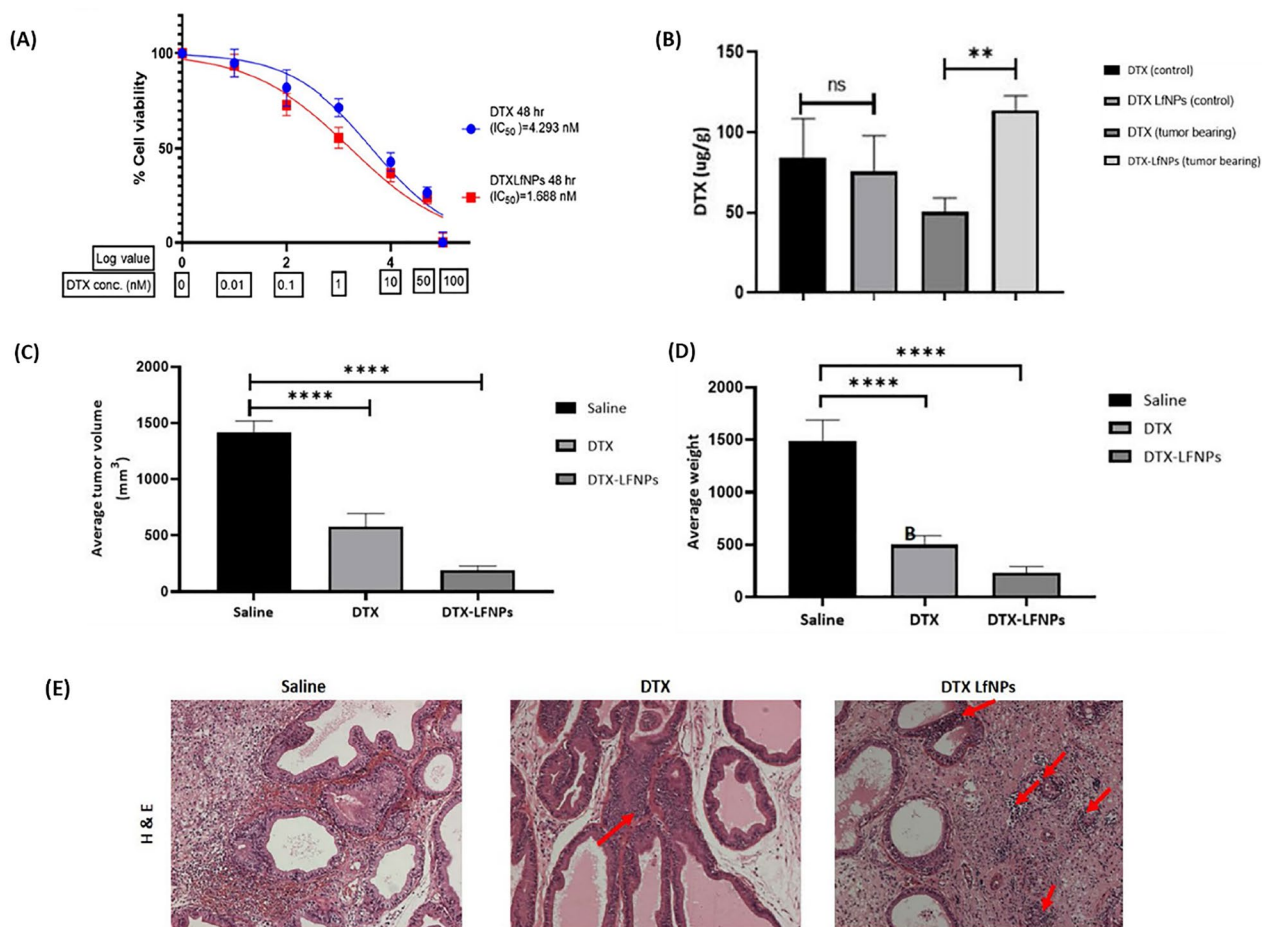 (A)
100
50
0
% Cell viability
DTX 48 hr
(IC50 )=4.293 nM
DTXLfNPs 48 hr
(IC50)=1.688 nM
0 2 4
Log value
DTX conc. (nM) 0 0.01 0.1 1 10 50 100
(B)
150
100
50
0
DTX (ug/g)
ns
**
DTX (control)
DTX LfNPs (control)
DTX (tumor bearing)
DTX-LfNPs (tumor bearing)
(C)
2000
1500
1000
500
0
Average tumor volume
(mm3)
****
****
Saline DTX DTX-LFNPs
Saline
DTX
DTX-LFNPs
(D)
2000
1500
1000
500
0
Average weight
****
****
B
Saline DTX DTX-LFNPs
Saline
DTX
DTX-LFNPs
(E)
Saline DTX DTX LfNPs
H & E